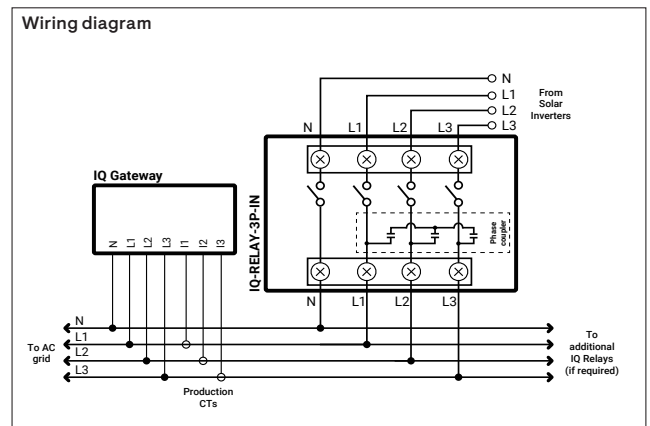 Wiring diagram
N
L1
L2
L3
From
Solar
Inverters
N
L1
L2
L3
IQ-RELAY-3P-IN
Phase
coupler
N
L1
L2
L3
IQ Gateway
N
L1
L2
L3
I1
I2
I3
To AC
grid
N
L1
L2
L3
Production
CTs
To
additional
IQ Relays
(if required)